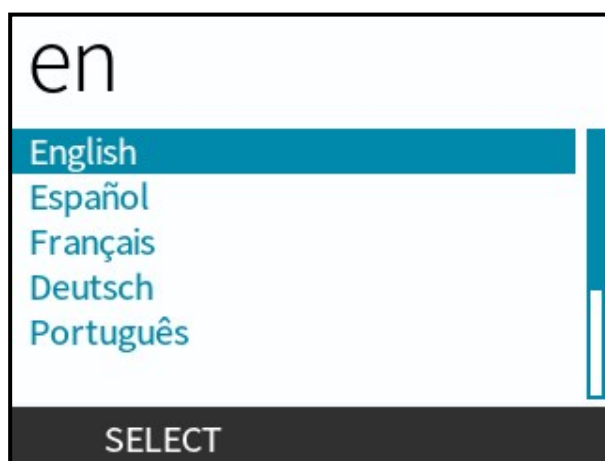 en
English
Español
Français
Deutsch
Português
SELECT